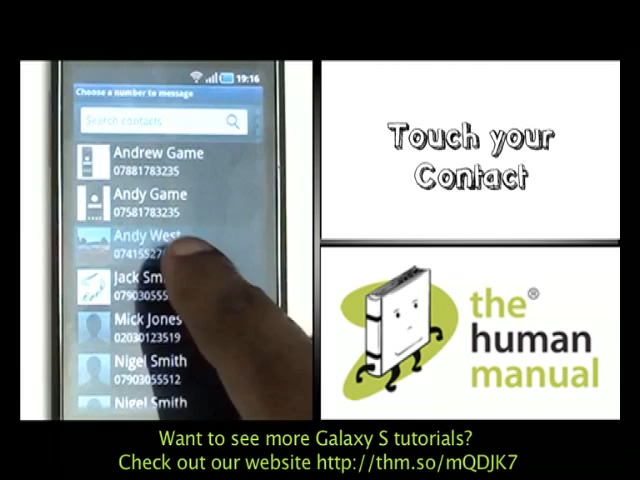 19:16
Choose a number to message
Search contacts
Andrew Game
07881783235
Andy Game
07581783235
Andy West
Jack
Mick Jones
02030123519
Nigel Smith
07903055512
Nigel Smith
Touch your
Contact
the®
human
manual
Want to see more Galaxy S tutorials?
Check out our website http://thm.so/mQDJK7